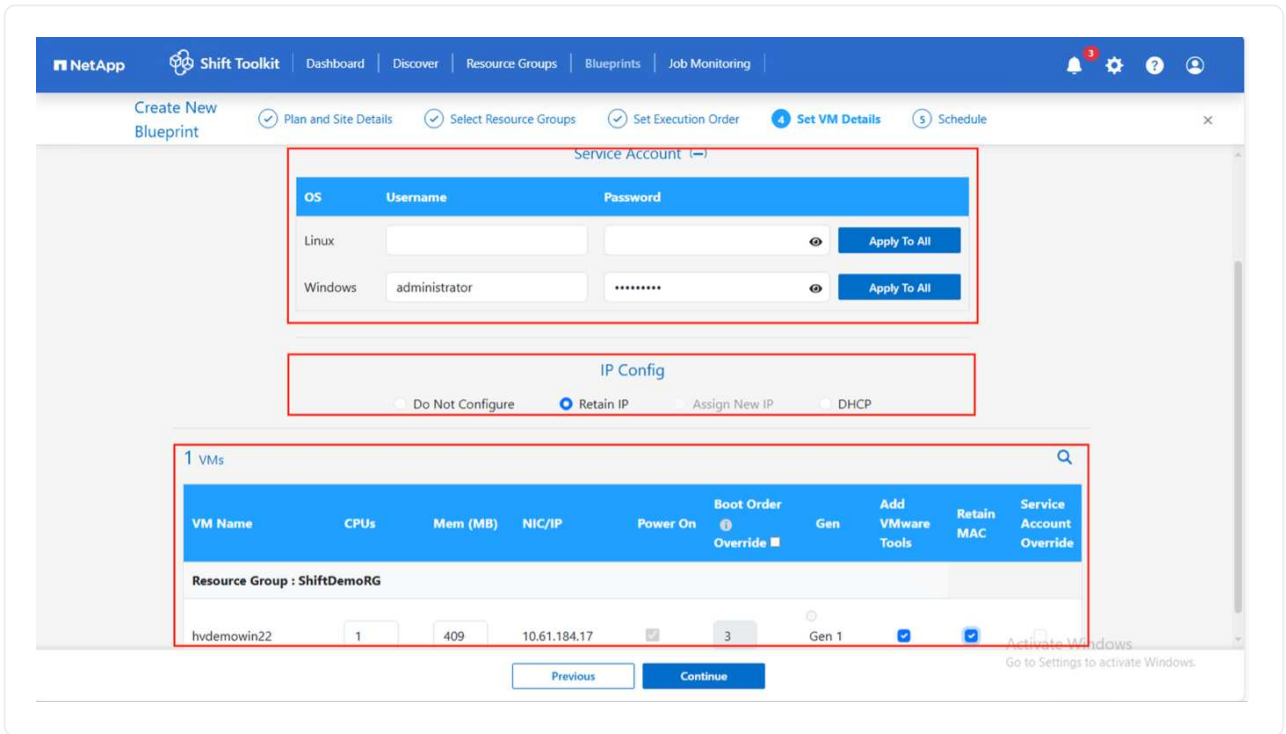 NetApp Shift Toolkit Dashboard Discover Resource Groups Blueprints Job Monitoring 3 ?
Create New
Blueprint
Plan and Site Details Select Resource Groups Set Execution Order 4 Set VM Details 5 Schedule ×
Service Account (—)
OS Username Password
Linux Apply To All
Windows administrator ••••••••• Apply To All
IP Config
Do Not Configure Retain IP Assign New IP DHCP
1 VMs
VM Name CPUs Mem (MB) NIC/IP Power On Boot Order i Override Gen Add VMware Tools Retain MAC Service Account Override
Resource Group : ShiftDemoRG
hvdemowin22 1 409 10.61.184.17 3 Gen 1
Activate Windows
Go to Settings to activate Windows.
Previous Continue